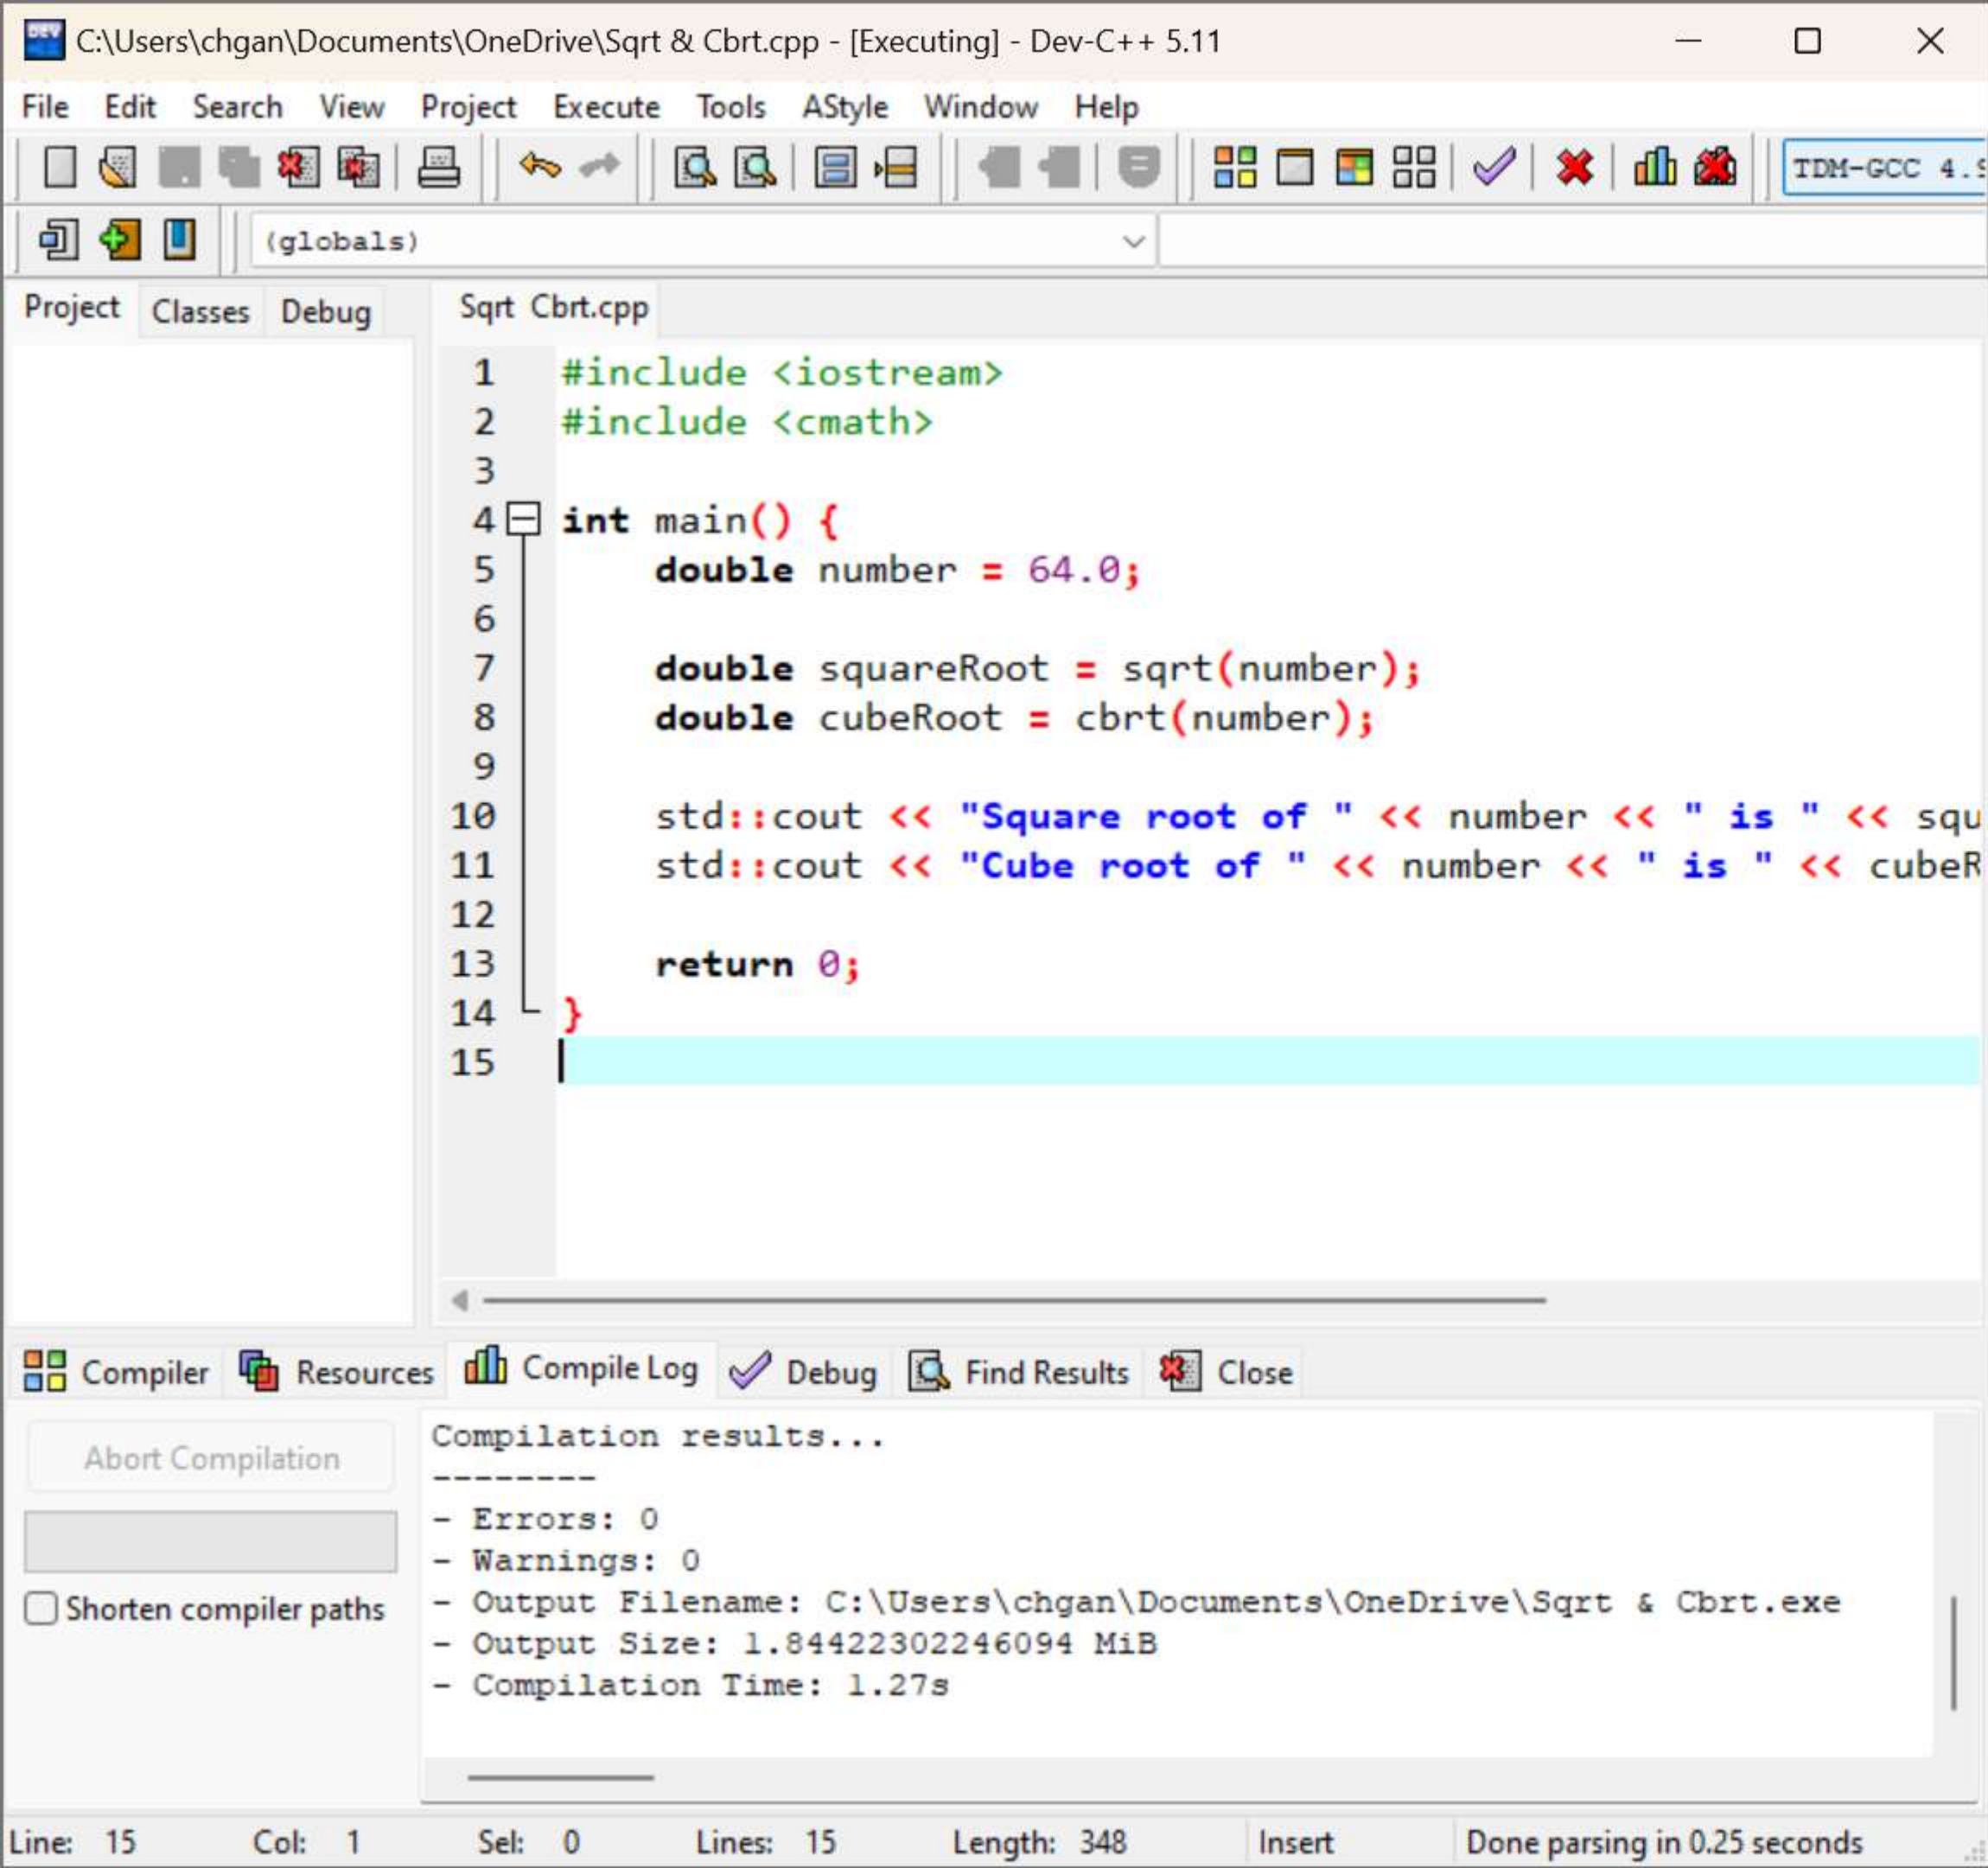 C:\Users\chgan\Documents\OneDrive\Sqrt & Cbrt.cpp - [Executing] - Dev-C++ 5.11
File Edit Search View Project Execute Tools AStyle Window Help
TDM-GCC 4.9
(globals)
Project Classes Debug Sqrt Cbrt.cpp
1 #include <iostream>
2 #include <cmath>
3
4 int main() {
5 double number = 64.0;
6
7 double squareRoot = sqrt(number);
8 double cubeRoot = cbrt(number);
9
10 std::cout << "Square root of " << number << " is " << squ
11 std::cout << "Cube root of " << number << " is " << cubeR
12
13 return 0;
14 }
15
Compiler Resources Compile Log Debug Find Results Close
Abort Compilation
Shorten compiler paths
Compilation results...
--------
- Errors: 0
- Warnings: 0
- Output Filename: C:\Users\chgan\Documents\OneDrive\Sqrt & Cbrt.exe
- Output Size: 1.84422302246094 MiB
- Compilation Time: 1.27s
Line: 15 Col: 1 Sel: 0 Lines: 15 Length: 348 Insert Done parsing in 0.25 seconds